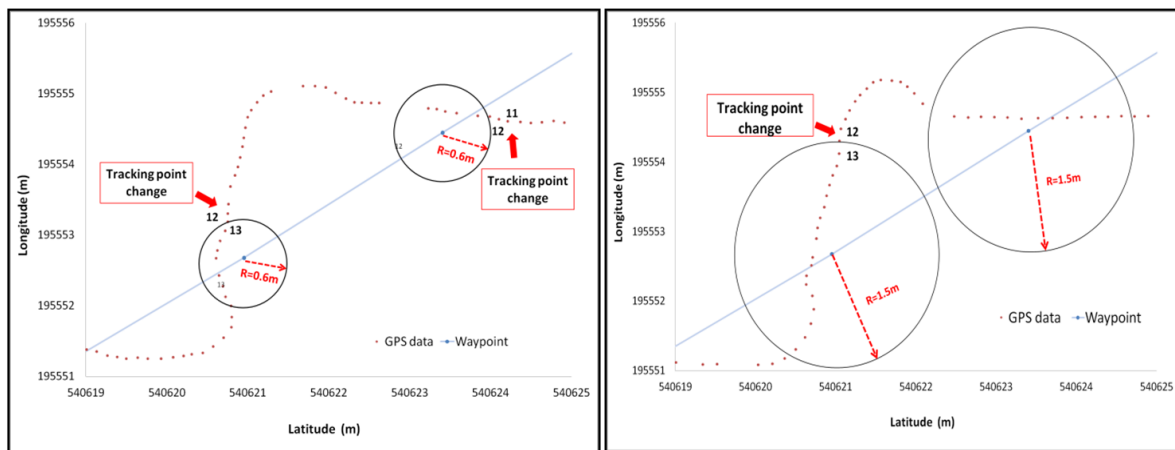 195556
195555
195554
195553
195552
195551
Longitude (m)
540619
540620
540621
540622
540623
540624
540625
Latitude (m)
Tracking point
change
12
13
13
R=0.6m
12
R=0.6m
11
12
Tracking point
change
GPS data
Waypoint
195556
195555
195554
195553
195552
195551
Longitude (m)
540619
540620
540621
540622
540623
540624
540625
Latitude (m)
Tracking point
change
12
13
R=1.5m
R=1.5m
GPS data
Waypoint